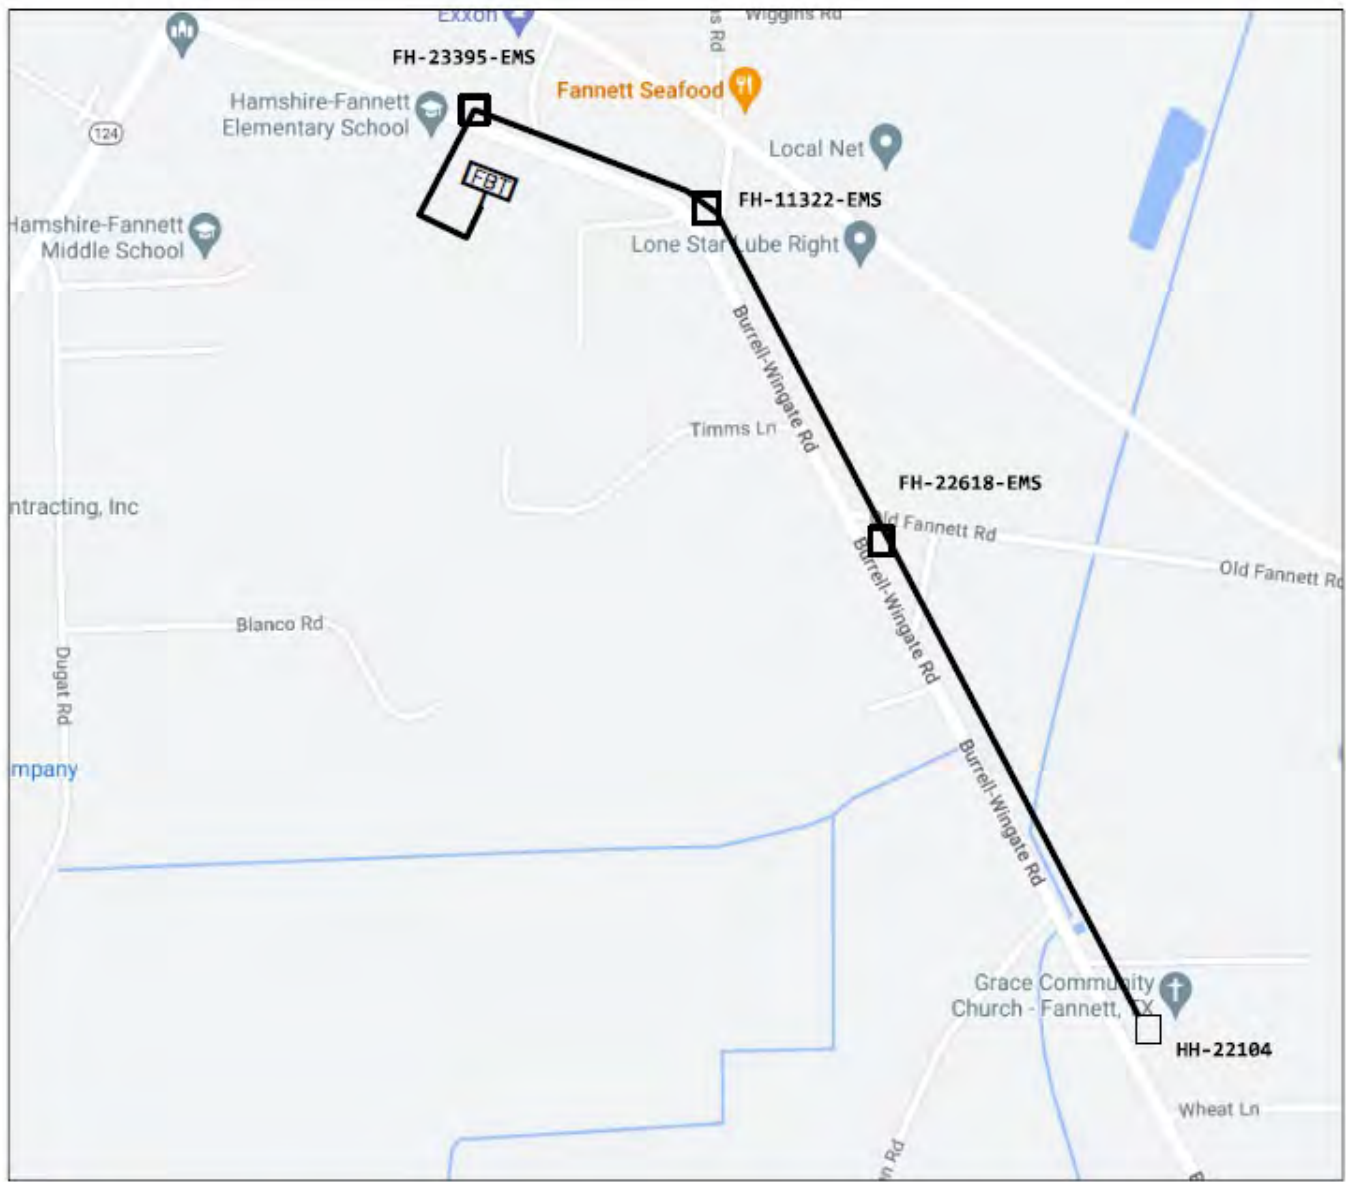 Exxon
Wiggins Rd
s Rd
FH-23395-EMS
Fannett Seafood
Hamshire-Fannett
Elementary School
124
Local Net
FBT
FH-11322-EMS
Hamshire-Fannett
Middle School
Lone Star Lube Right
Burrell-Wingate Rd
Timms Ln
FH-22618-EMS
ntracting, Inc
Old Fannett Rd
Old Fannett Rd
Burrell-Wingate Rd
Blanco Rd
Dugat Rd
Burrell-Wingate Rd
mpany
Grace Community
Church - Fannett, TX
HH-22104
Wheat Ln
n Rd